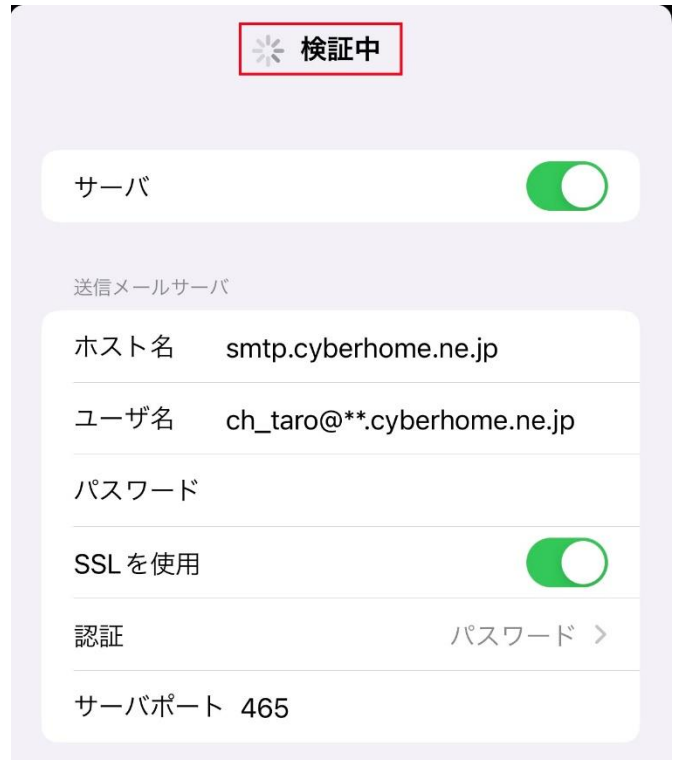 検証中
サーバ
送信メールサーバ
ホスト名 smtp.cyberhome.ne.jp
ユーザ名 ch_taro@**.cyberhome.ne.jp
パスワード
SSLを使用
認証 パスワード
サーバポート 465